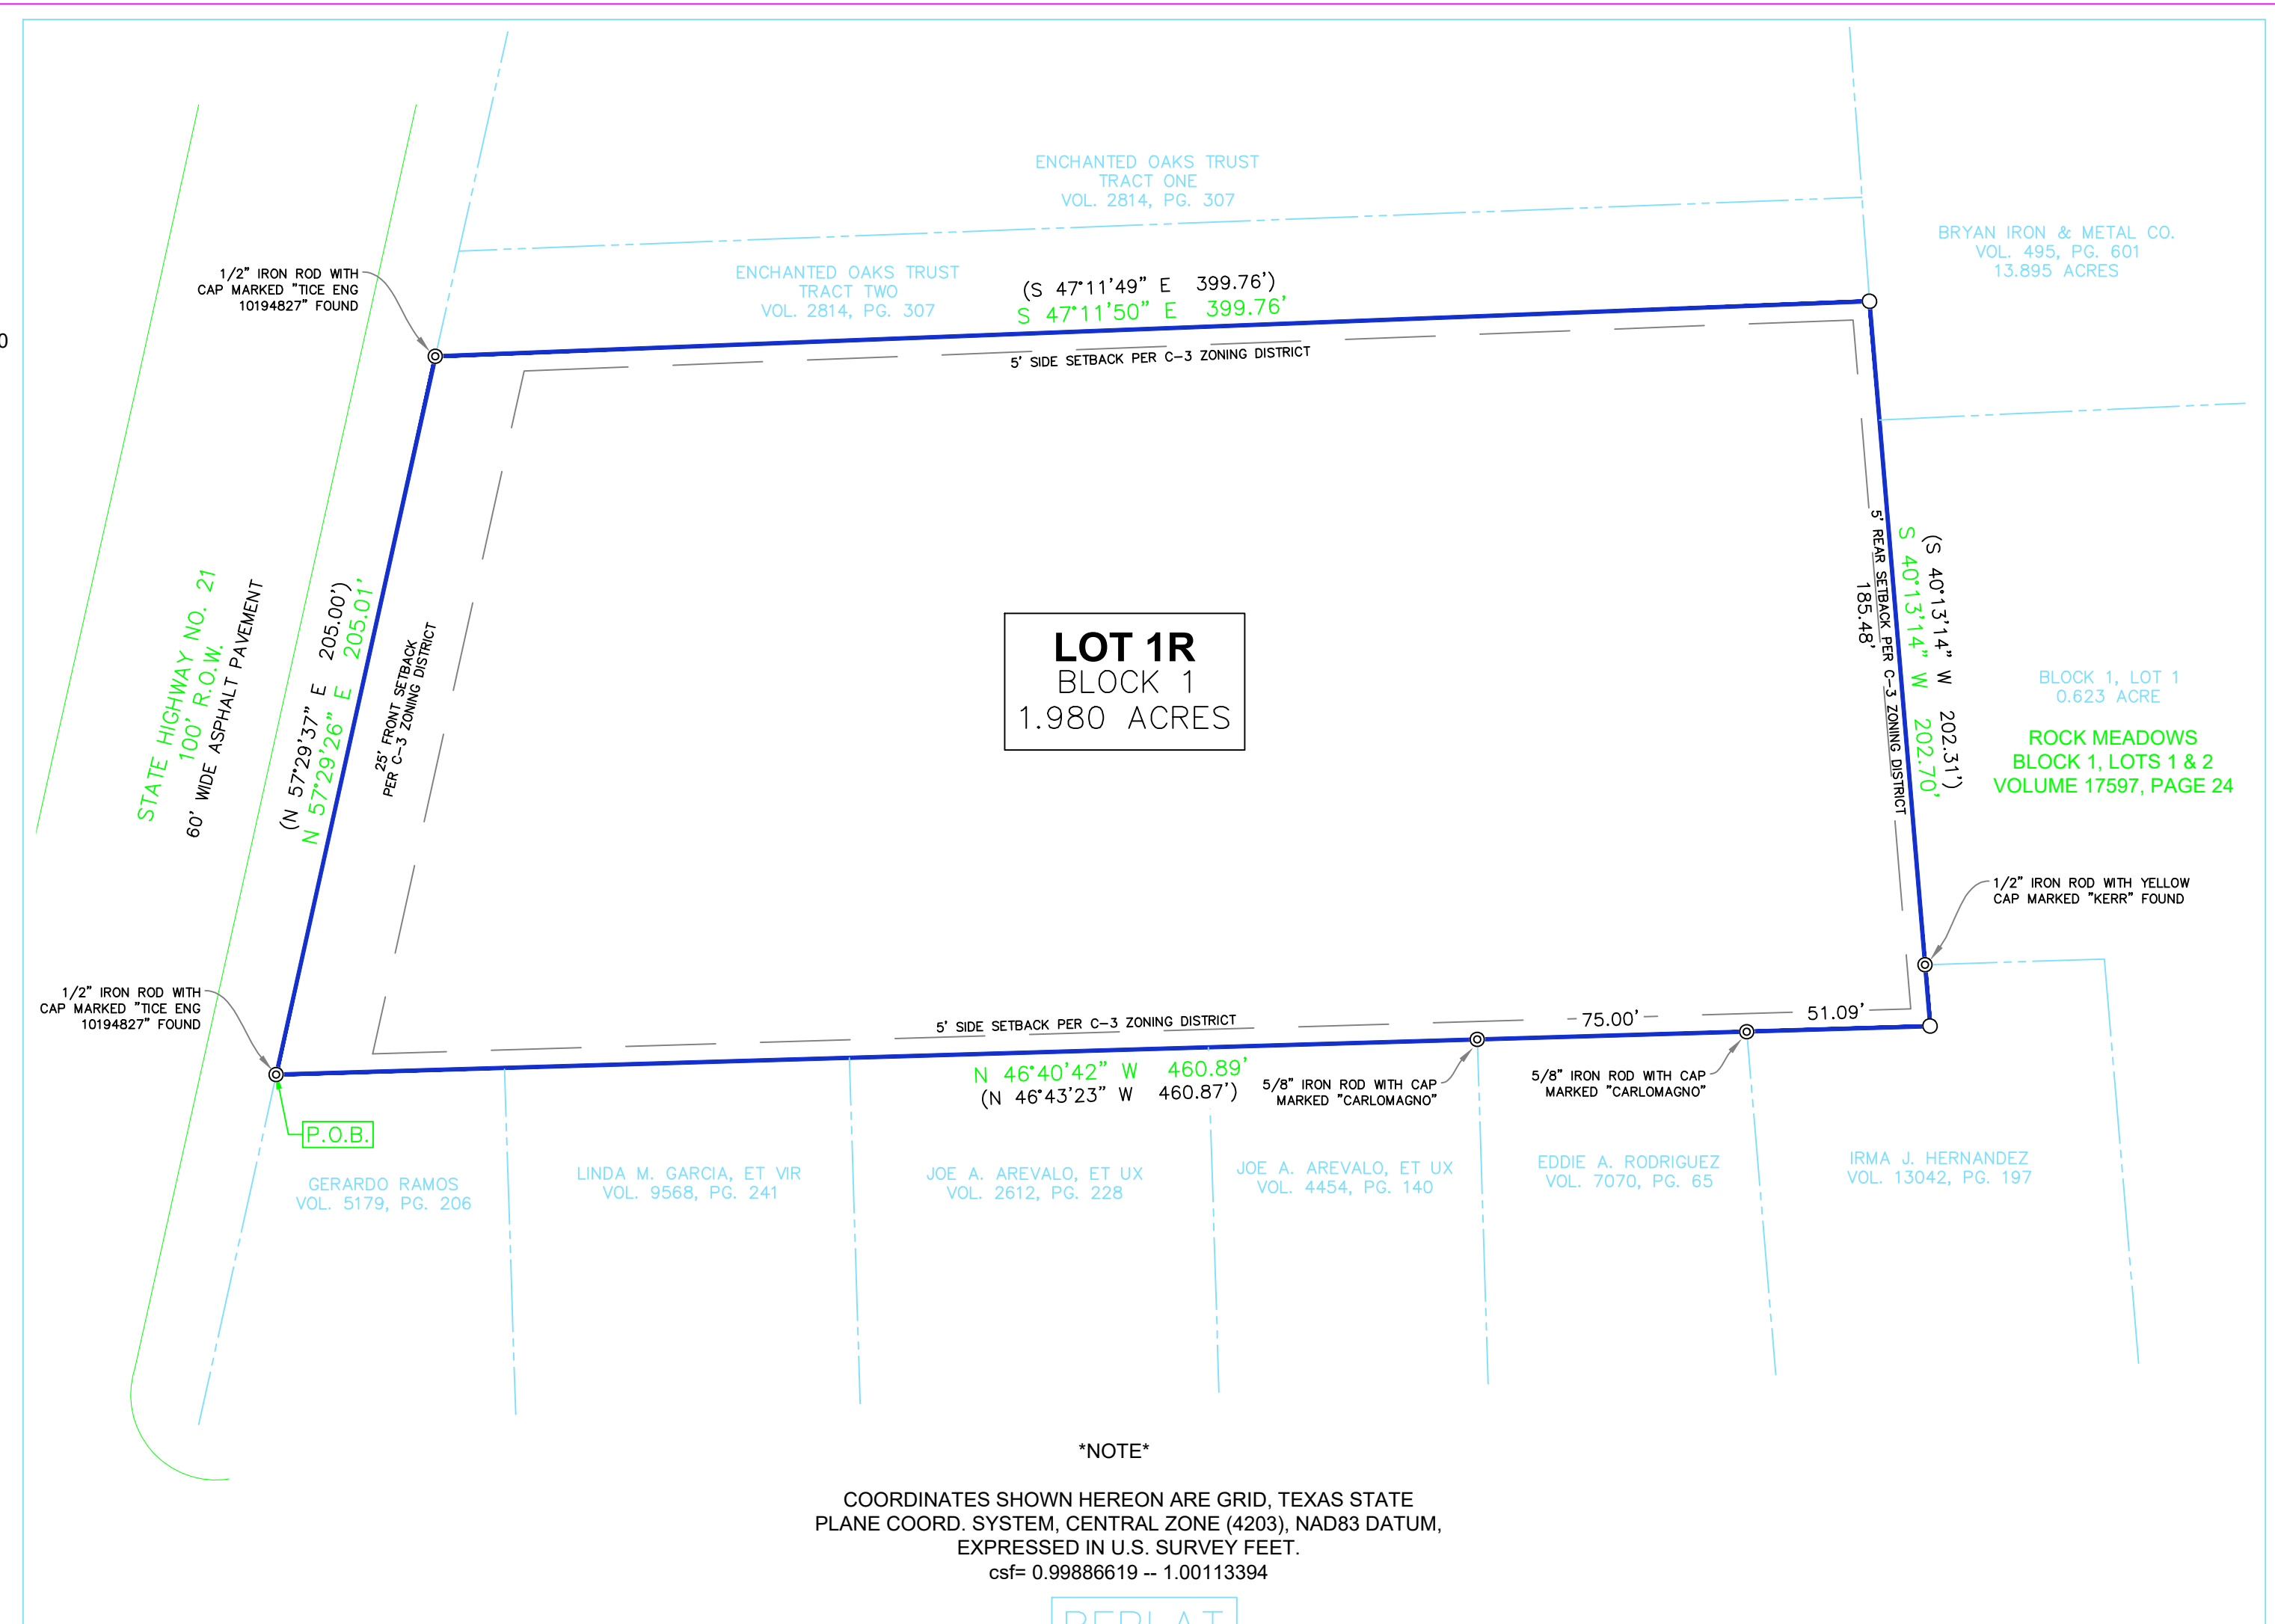 ENCHANTED OAKS TRUST
TRACT ONE
VOL. 2814, PG. 307
BRYAN IRON & METAL CO.
VOL. 495, PG. 601
13.895 ACRES
1/2" IRON ROD WITH
CAP MARKED "TICE ENG
10194827" FOUND
ENCHANTED OAKS TRUST
TRACT TWO
VOL. 2814, PG. 307
(S 47°11'49" E 399.76')
S 47°11'50" E 399.76'
0
5' SIDE SETBACK PER C-3 ZONING DISTRICT
STATE HIGHWAY NO. 21
100' R.O.W.
60' WIDE ASPHALT PAVEMENT
(N 57°29'37" E 205.00')
N 57°29'26" E 205.01'
25' FRONT SETBACK
PER C-3 ZONING DISTRICT
LOT 1R
BLOCK 1
1.980 ACRES
5' REAR SETBACK PER C-3 ZONING DISTRICT
185.48'
S 40°13'14" W 202.70'
(S 40°13'14" W 202.31')
BLOCK 1, LOT 1
0.623 ACRE
ROCK MEADOWS
BLOCK 1, LOTS 1 & 2
VOLUME 17597, PAGE 24
1/2" IRON ROD WITH YELLOW
CAP MARKED "KERR" FOUND
1/2" IRON ROD WITH
CAP MARKED "TICE ENG
10194827" FOUND
5' SIDE SETBACK PER C-3 ZONING DISTRICT
75.00'
51.09'
N 46°40'42" W 460.89'
(N 46°43'23" W 460.87')
5/8" IRON ROD WITH CAP
MARKED "CARLOMAGNO"
5/8" IRON ROD WITH CAP
MARKED "CARLOMAGNO"
P.O.B.
GERARDO RAMOS
VOL. 5179, PG. 206
LINDA M. GARCIA, ET VIR
VOL. 9568, PG. 241
JOE A. AREVALO, ET UX
VOL. 2612, PG. 228
JOE A. AREVALO, ET UX
VOL. 4454, PG. 140
EDDIE A. RODRIGUEZ
VOL. 7070, PG. 65
IRMA J. HERNANDEZ
VOL. 13042, PG. 197
*NOTE*
COORDINATES SHOWN HEREON ARE GRID, TEXAS STATE
PLANE COORD. SYSTEM, CENTRAL ZONE (4203), NAD83 DATUM,
EXPRESSED IN U.S. SURVEY FEET.
csf= 0.99886619 -- 1.00113394
REPLAT